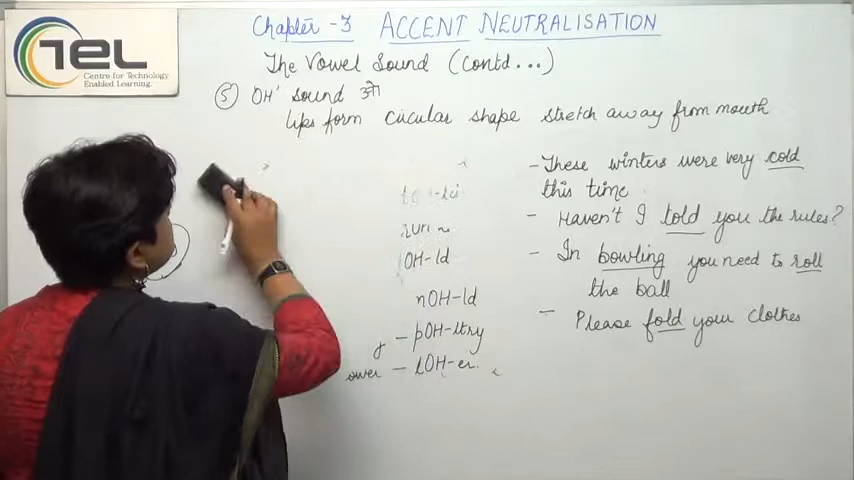 TEL
Centre for Technology
Enabled Learning.
Chapter - 3 ACCENT NEUTRALISATION
The Vowel Sound (Contd...)
⑤ OH' sound ओ
lips form circular shape stretch away from mouth
OH-ld
nOH-ld
- pOH-ltry
ower - lOH-er.
- These winters were very cold
this time
- Haven't I told you the rules?
- In bowling you need to roll
the ball
- Please fold your clothes